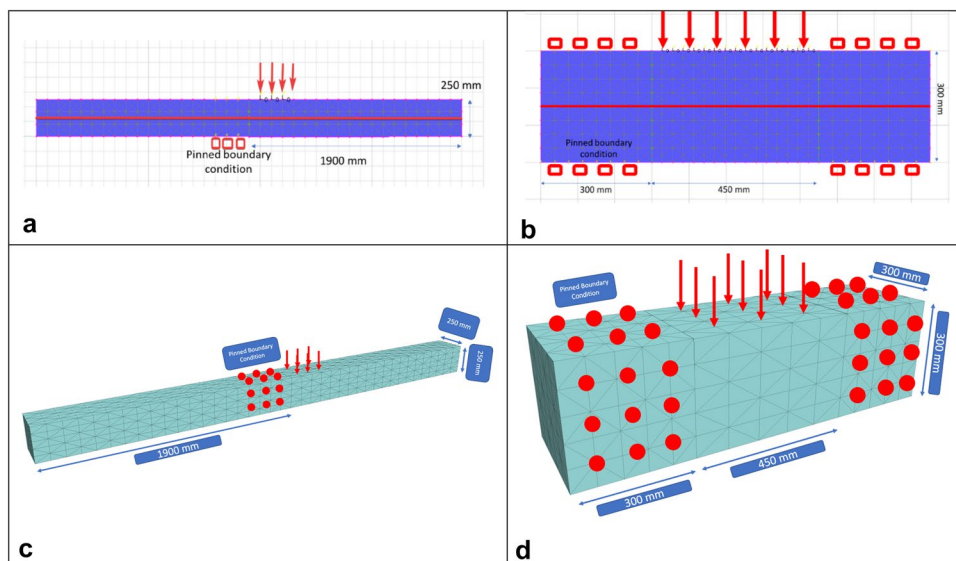 250 mm
Pinned boundary
condition
1900 mm
a
300 mm
Pinned boundary
condition
300 mm
450 mm
b
Pinned Boundary
Condition
250 mm
250 mm
1900 mm
c
Pinned Boundary
Condition
300 mm
300 mm
450 mm
300 mm
d